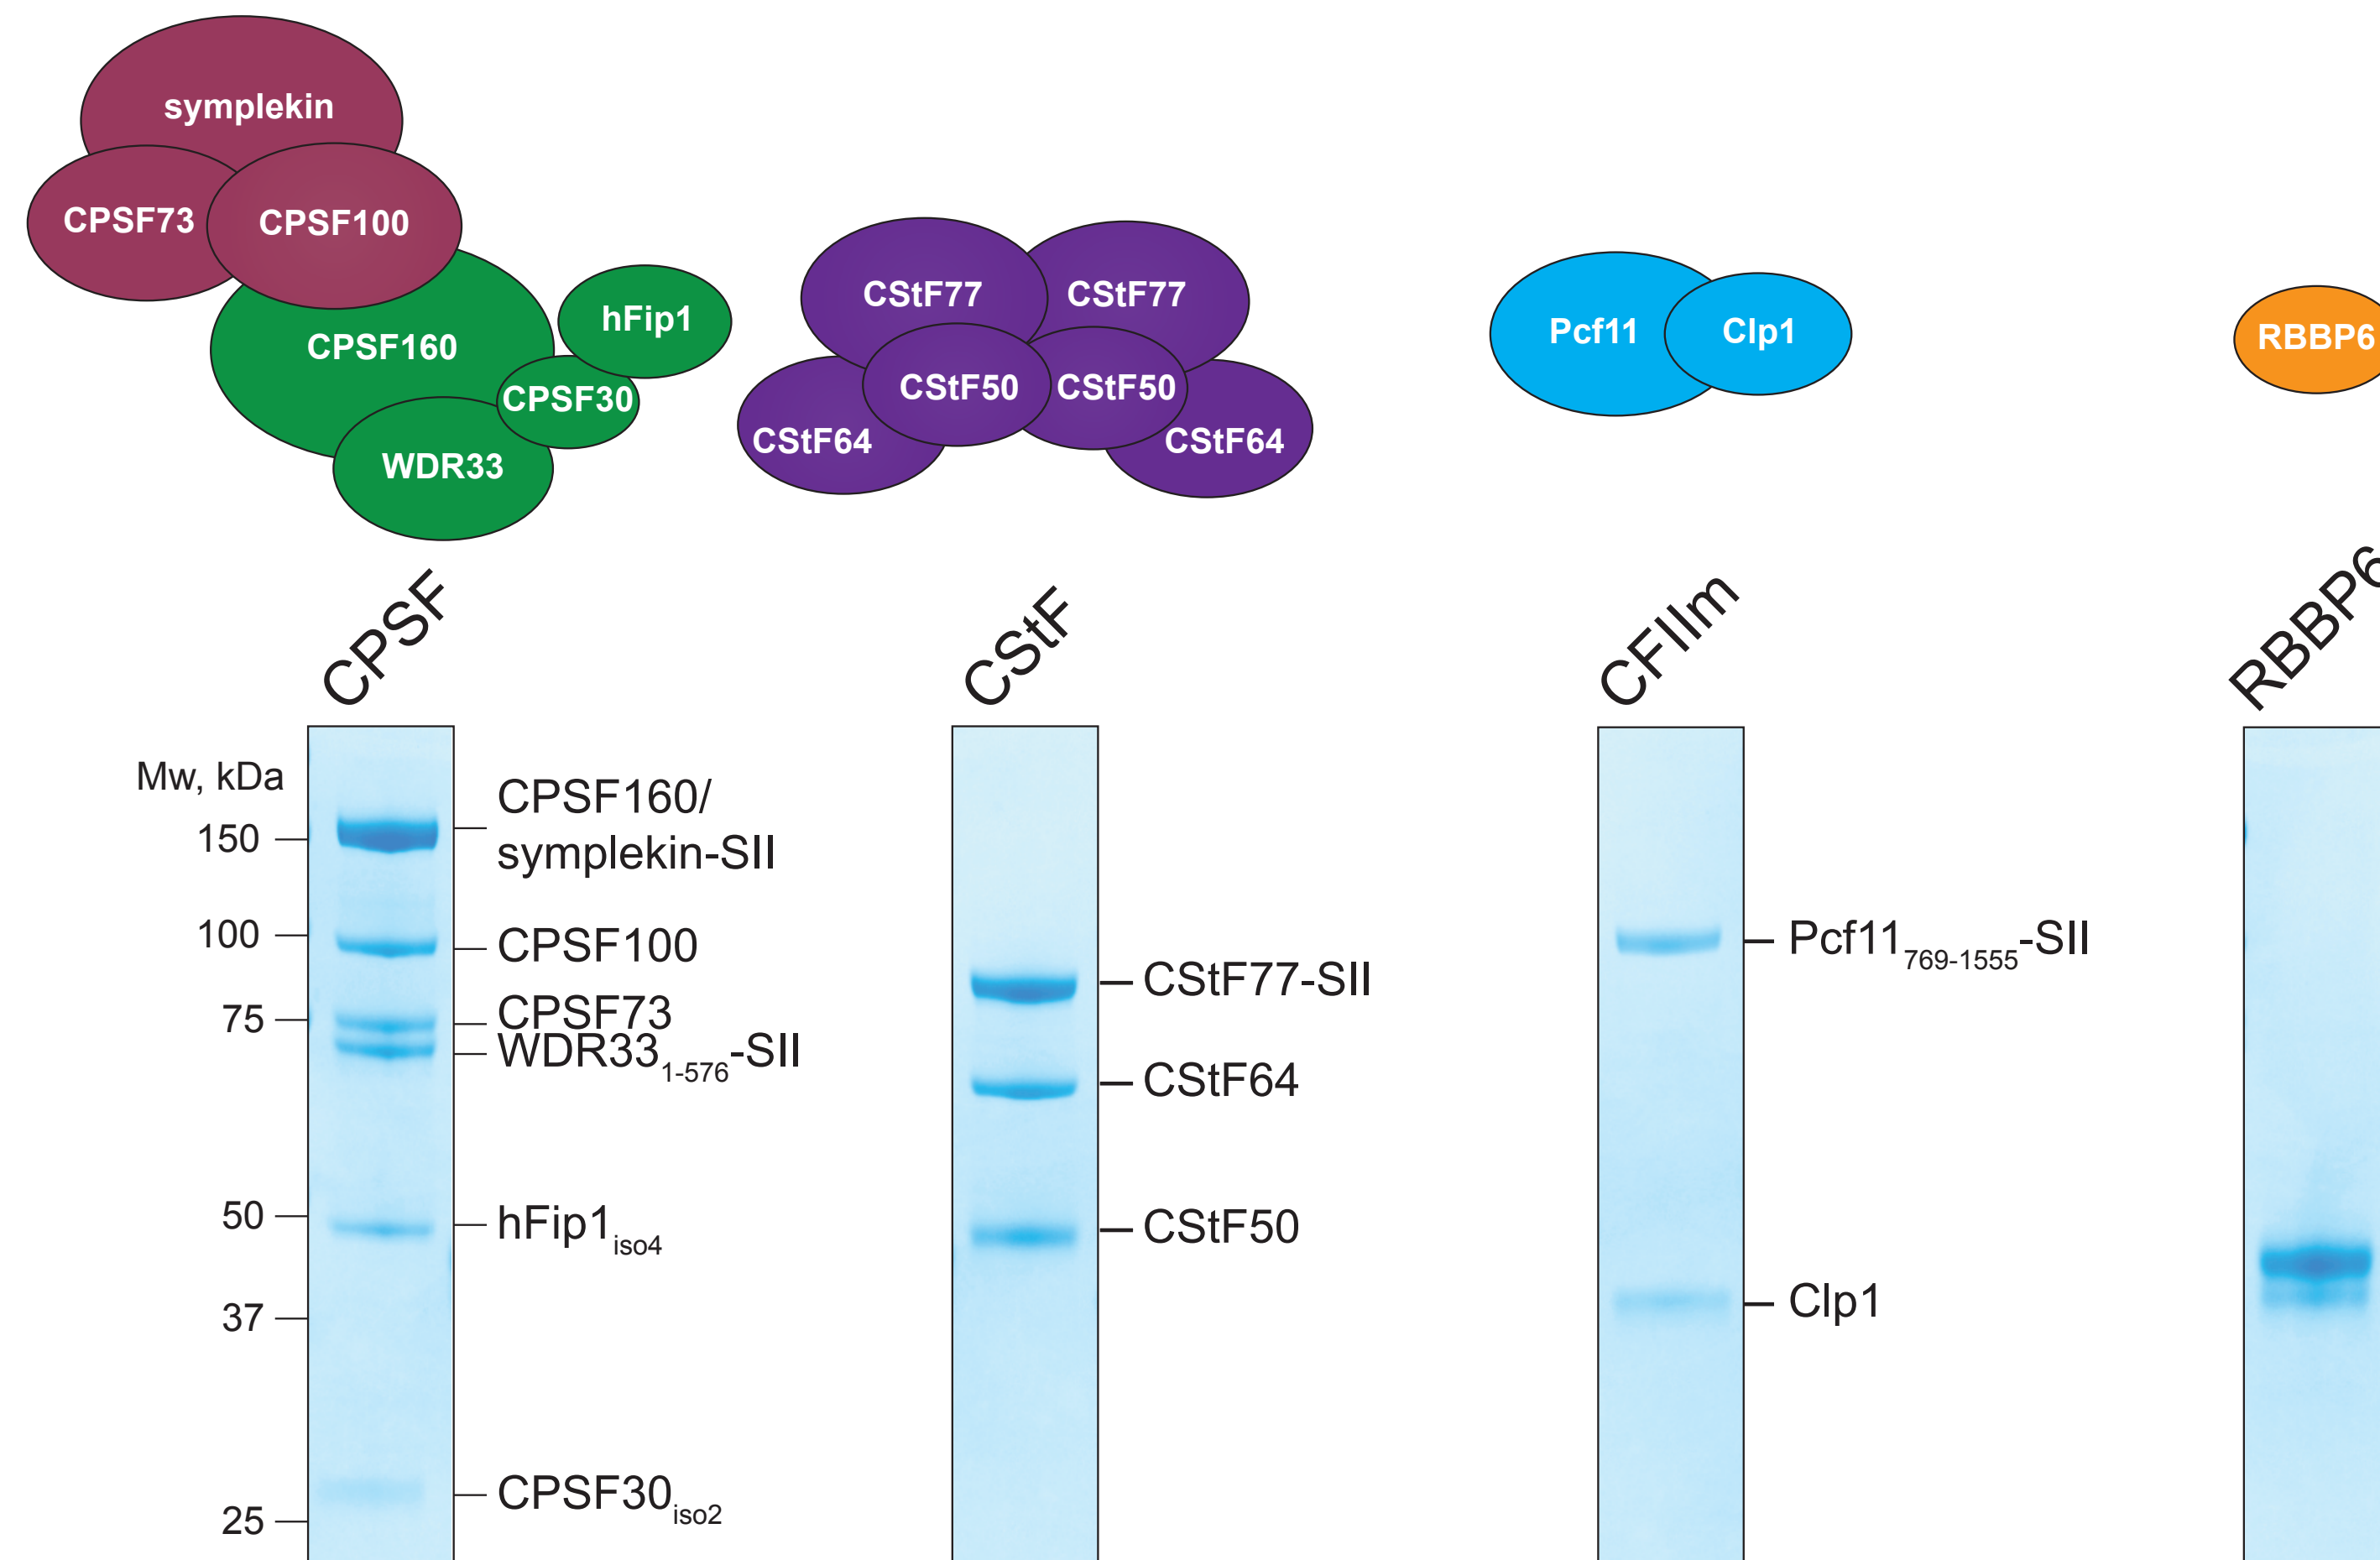 symplekin
CPSF73
CPSF100
CPSF160
hFip1
CPSF30
WDR33
CStF77
CStF77
CStF50
CStF50
CStF64
CStF64
Pcf11
Clp1
RBBP6
CPSF
CStF
CFIIm
RBBP6
Mw, kDa
150
100
75
50
37
25
CPSF160/
symplekin-SII
CPSF100
CPSF73
WDR33 1-576-SII
hFip1 iso4
CPSF30 iso2
CStF77-SII
CStF64
CStF50
Pcf11 769-1555-SII
Clp1